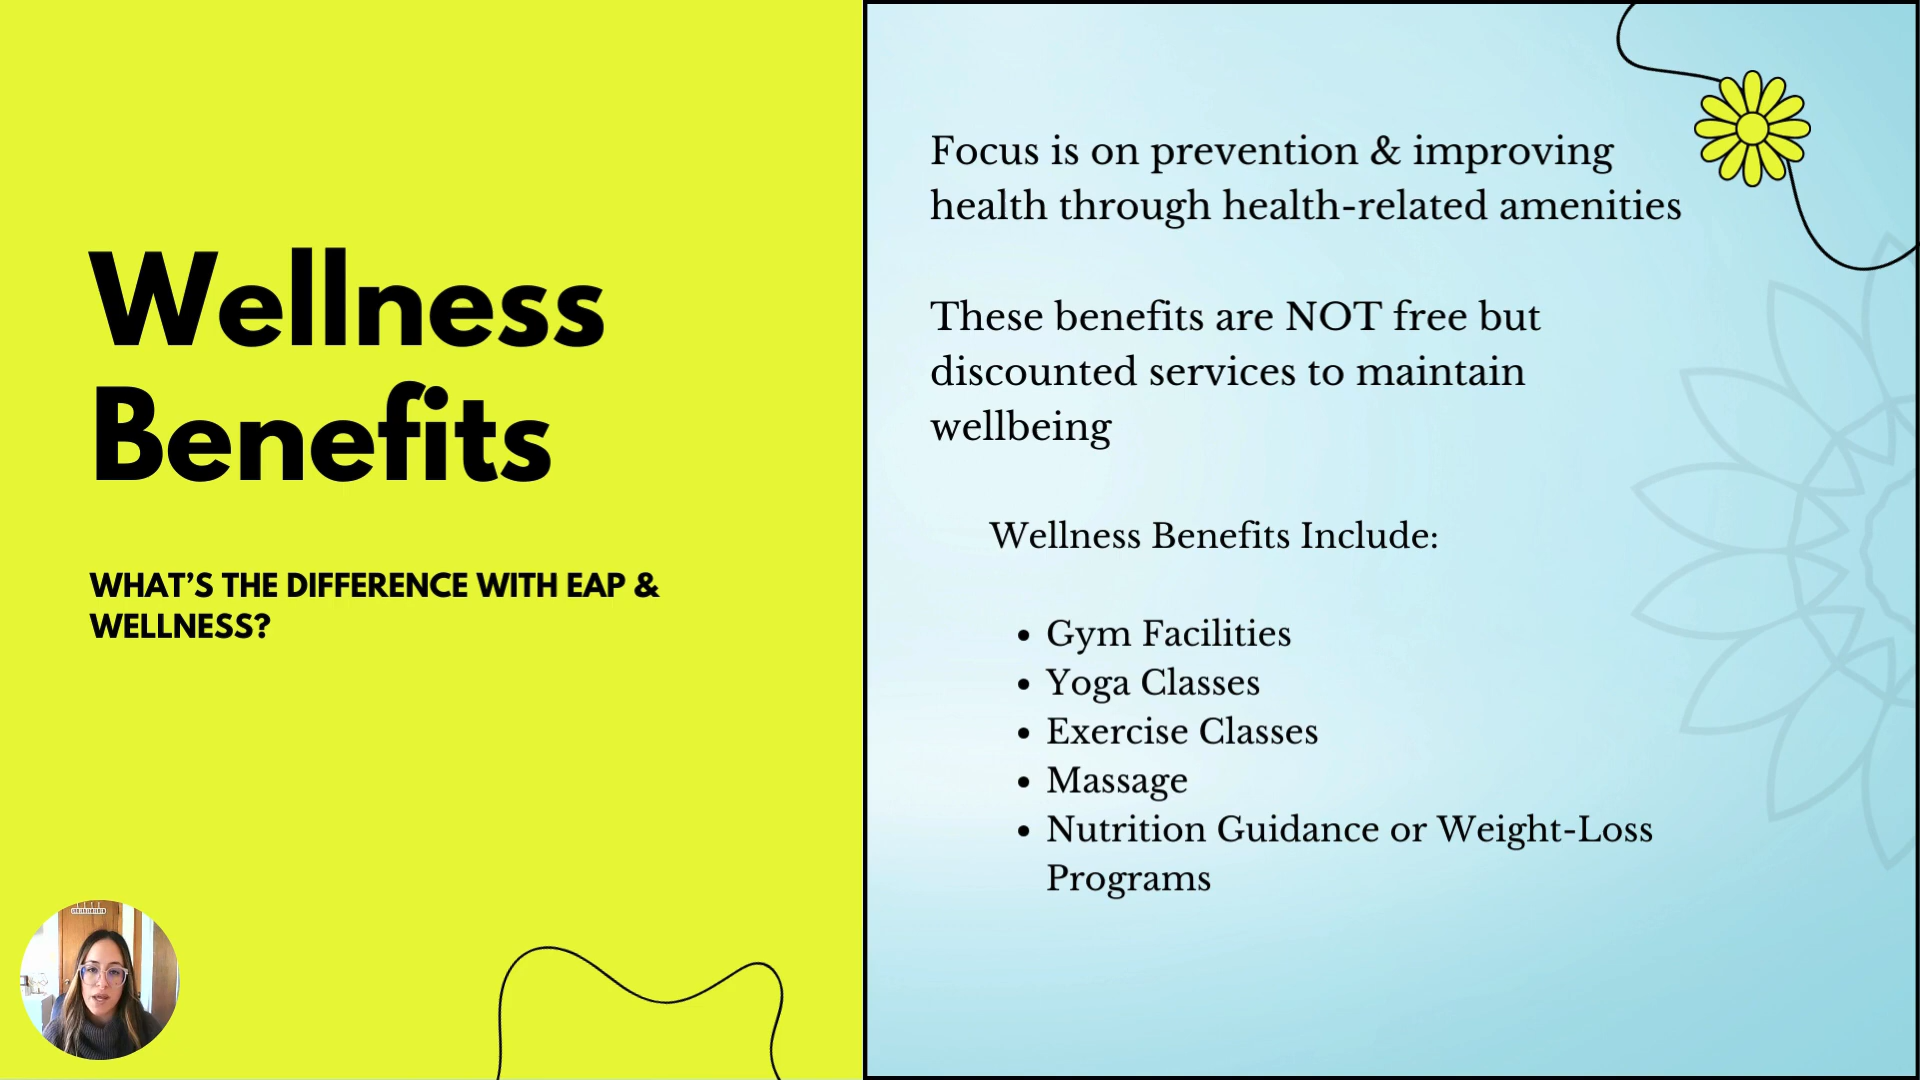 Wellness
Benefits
WHAT’S THE DIFFERENCE WITH EAP &
WELLNESS?
Focus is on prevention & improving
health through health-related amenities
These benefits are NOT free but
discounted services to maintain
wellbeing
Wellness Benefits Include:
• Gym Facilities
• Yoga Classes
• Exercise Classes
• Massage
• Nutrition Guidance or Weight-Loss
Programs